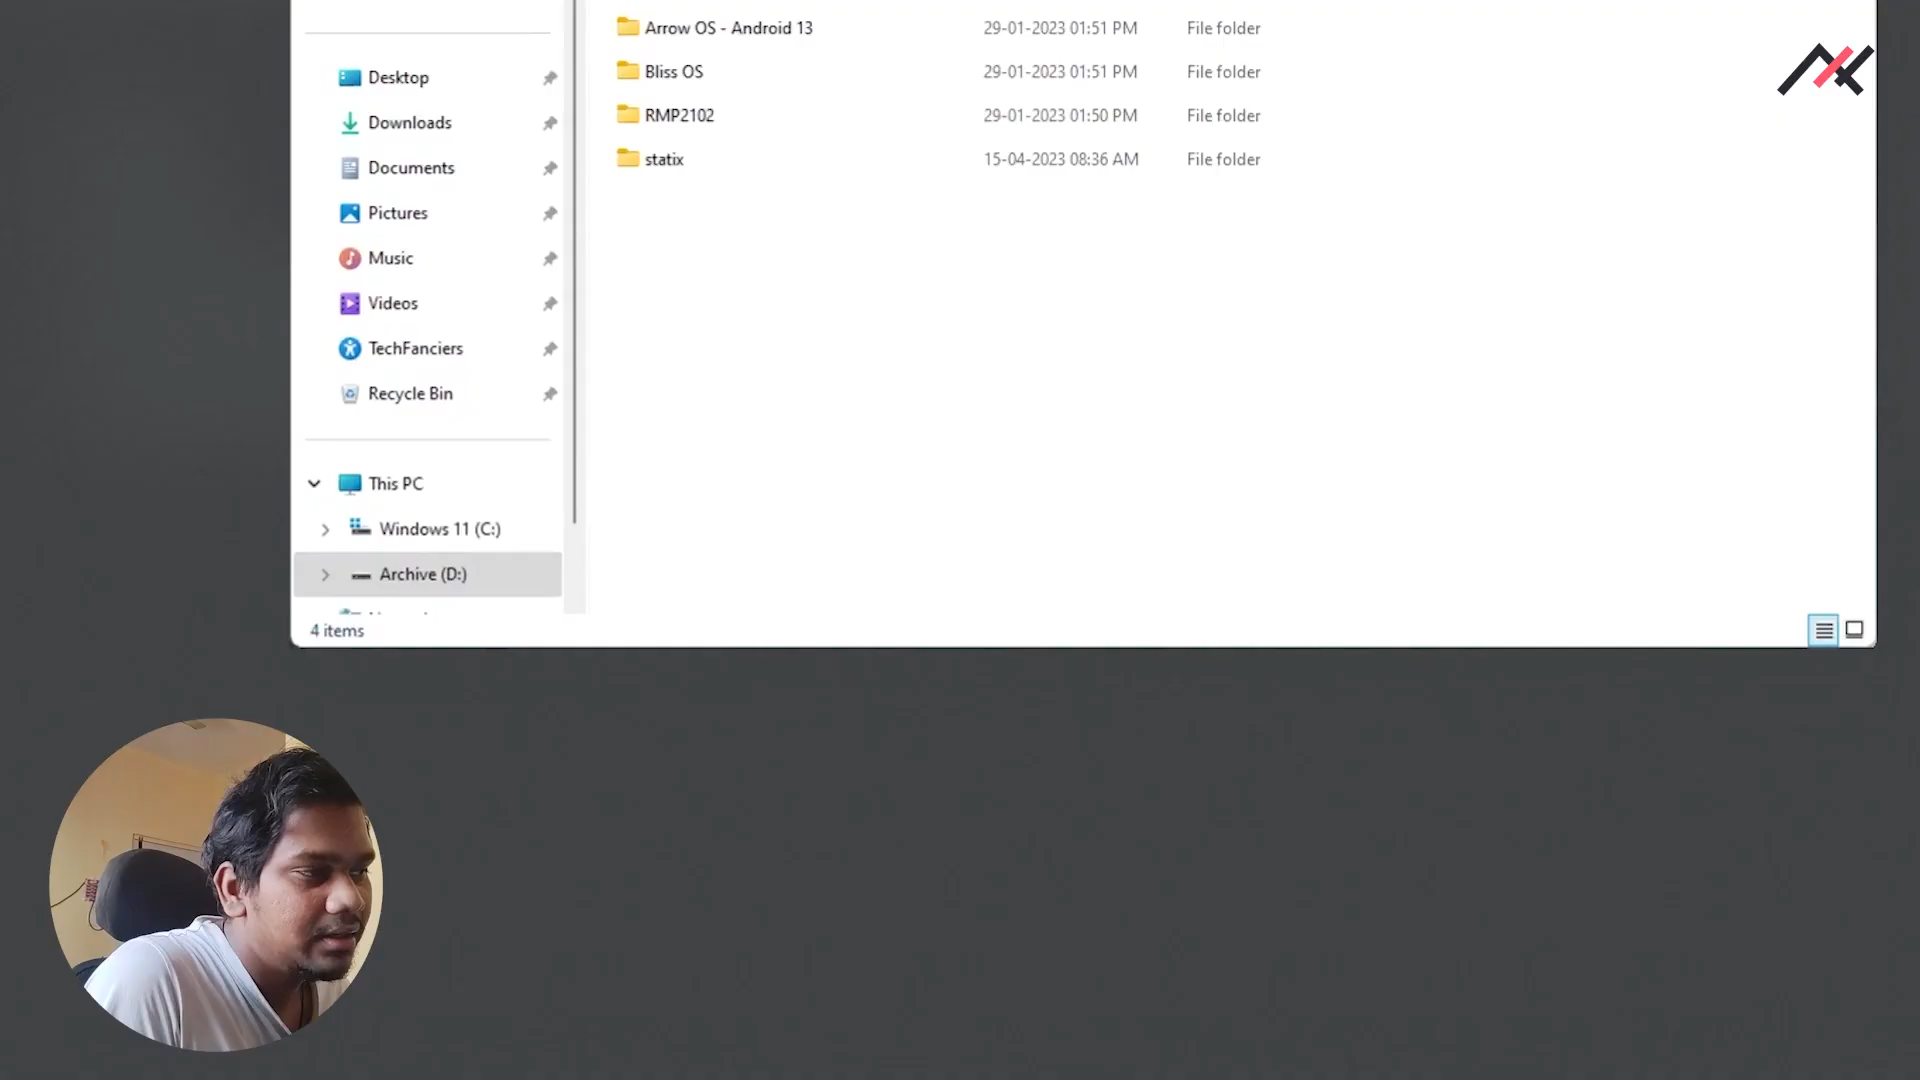 Arrow OS - Android 13 29-01-2023 01:51 PM File folder
Bliss OS 29-01-2023 01:51 PM File folder
RMP2102 29-01-2023 01:50 PM File folder
statix 15-04-2023 08:36 AM File folder
Desktop
Downloads
Documents
Pictures
Music
Videos
TechFanciers
Recycle Bin
This PC
Windows 11 (C:)
Archive (D:)
4 items